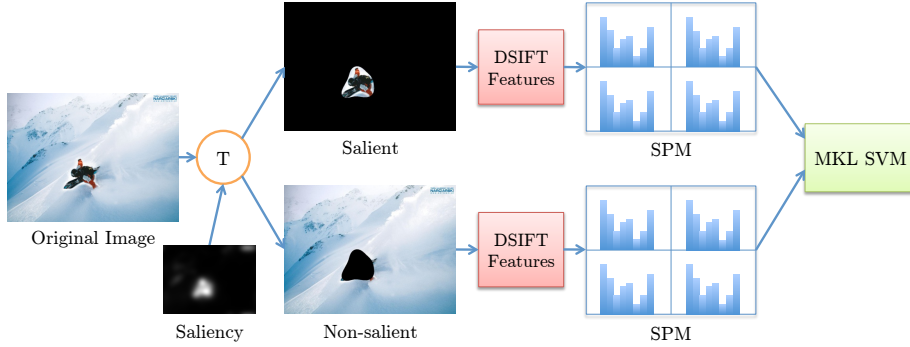 Original Image
T
Saliency
Salient
Non-salient
DSIFT
Features
DSIFT
Features
SPM
SPM
MKL SVM